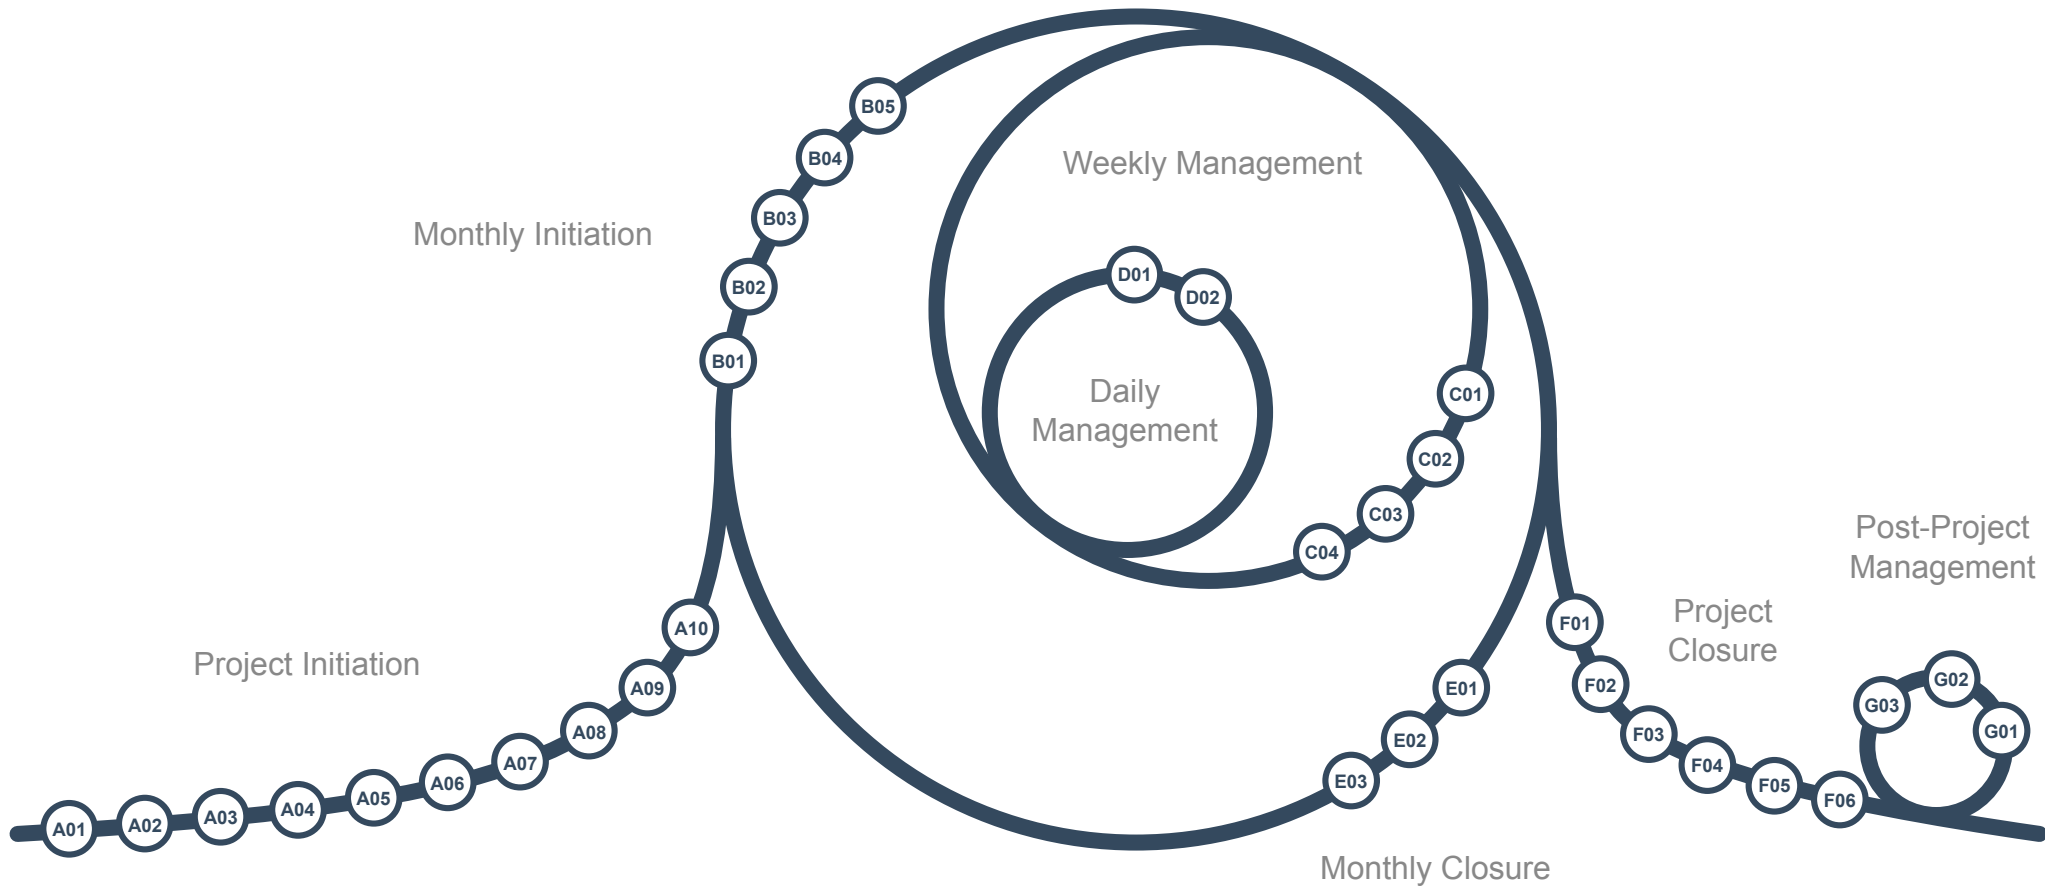 Project Initiation
A01
A02
A03
A04
A05
A06
A07
A08
A09
A10
Monthly Initiation
B01
B02
B03
B04
B05
Weekly Management
C01
C02
C03
C04
Daily
Management
D01
D02
Monthly Closure
E01
E02
E03
Project
Closure
F01
F02
F03
F04
F05
F06
Post-Project
Management
G01
G02
G03